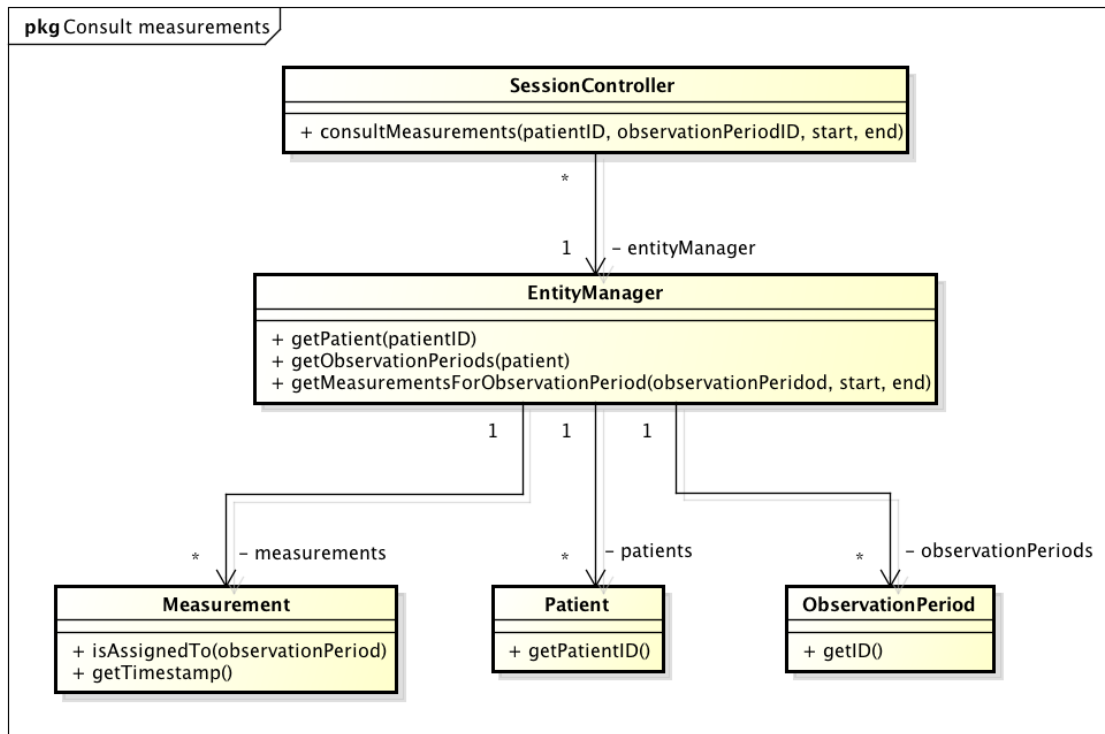 pkg Consult measurements
SessionController
+ consultMeasurements(patientID, observationPeriodID, start, end)
*
1
- entityManager
EntityManager
+ getPatient(patientID)
+ getObservationPeriods(patient)
+ getMeasurementsForObservationPeriod(observationPeridod, start, end)
1
1
1
*
- measurements
*
- patients
*
- observationPeriods
Measurement
+ isAssignedTo(observationPeriod)
+ getTimestamp()
Patient
+ getPatientID()
ObservationPeriod
+ getID()